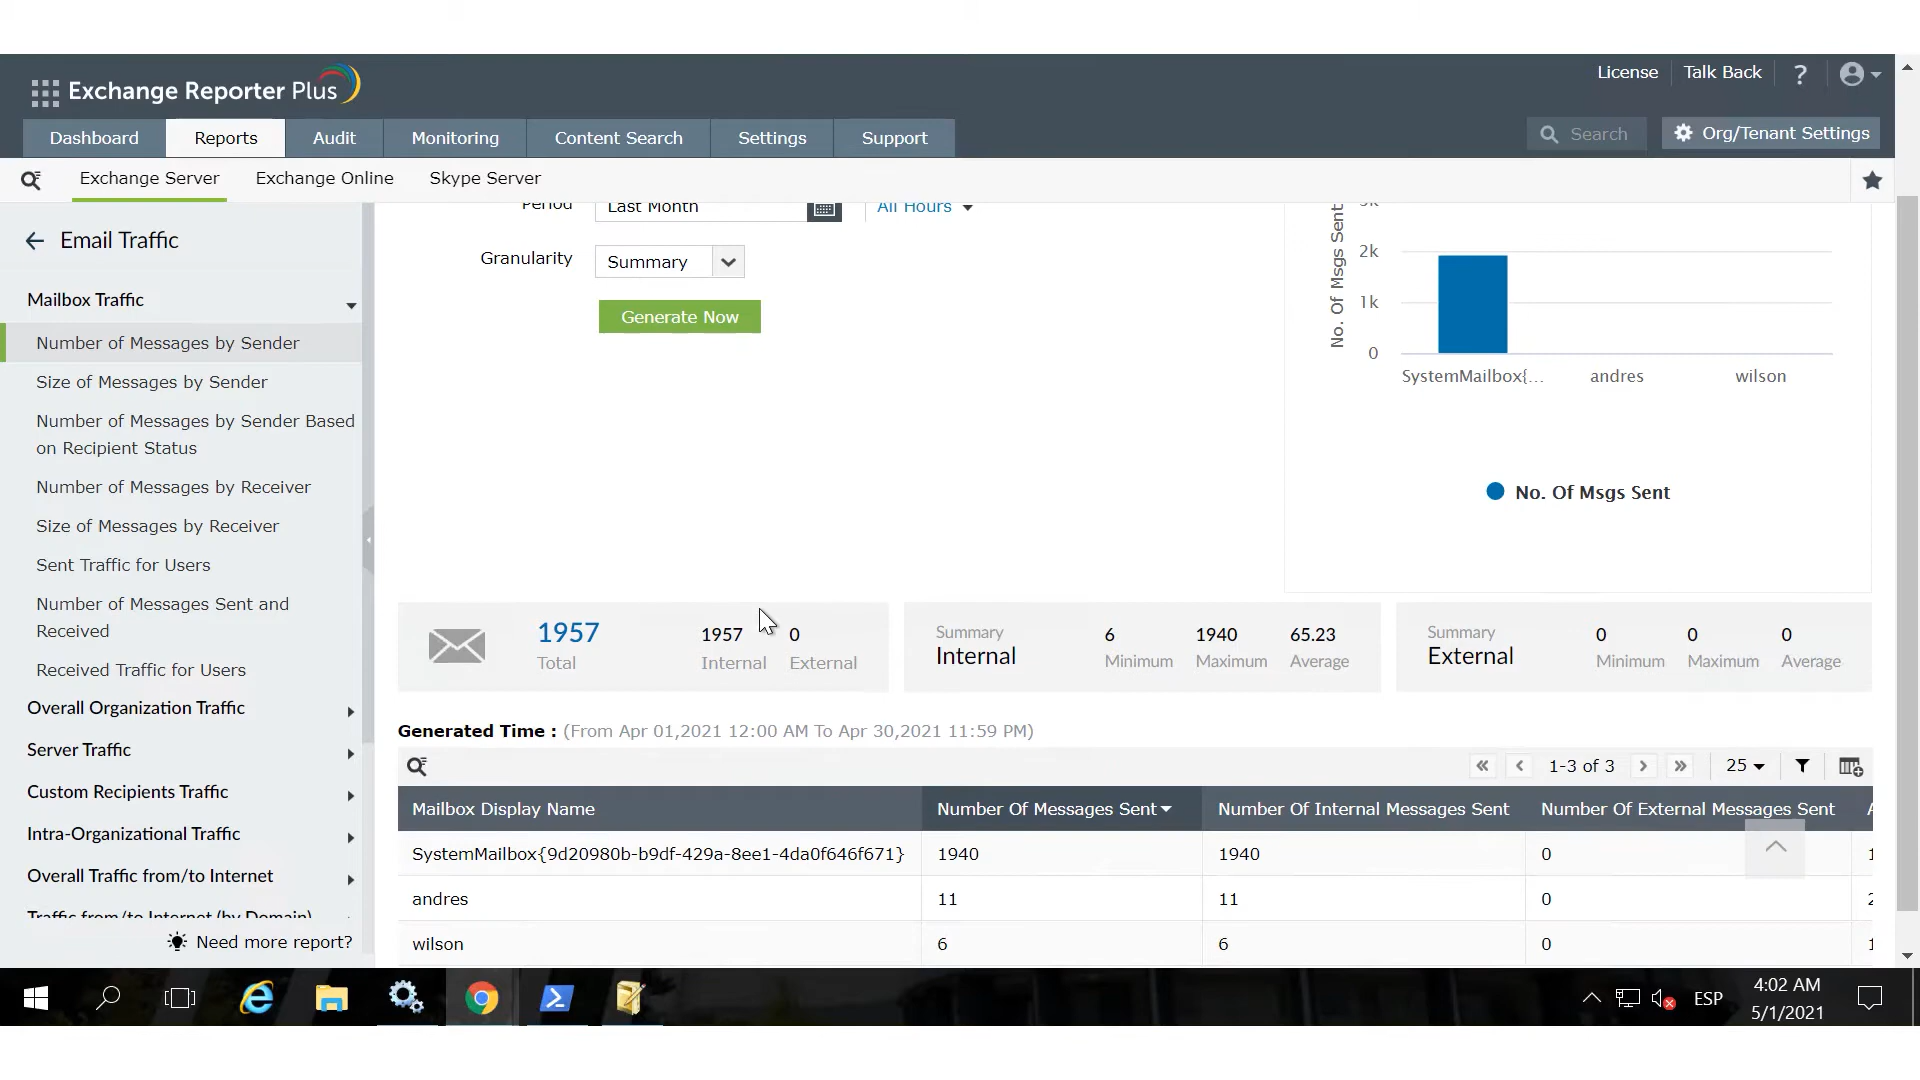 Exchange Reporter Plus
License
Talk Back
?
Dashboard
Reports
Audit
Monitoring
Content Search
Settings
Support
Search
Org/Tenant Settings
Exchange Server
Exchange Online
Skype Server
Email Traffic
Mailbox Traffic
Number of Messages by Sender
Size of Messages by Sender
Number of Messages by Sender Based
on Recipient Status
Number of Messages by Receiver
Size of Messages by Receiver
Sent Traffic for Users
Number of Messages Sent and
Received
Received Traffic for Users
Overall Organization Traffic
Server Traffic
Custom Recipients Traffic
Intra-Organizational Traffic
Overall Traffic from/to Internet
Traffic from/to Internet (by Domain)
Need more report?
Period
Last Month
All Hours
Granularity
Summary
Generate Now
No. Of Msgs Sent
2k
1k
0
SystemMailbox{...
andres
wilson
No. Of Msgs Sent
1957
Total
1957
Internal
0
External
Summary
Internal
6
Minimum
1940
Maximum
65.23
Average
Summary
External
0
Minimum
0
Maximum
0
Average
Generated Time : (From Apr 01,2021 12:00 AM To Apr 30,2021 11:59 PM)
1-3 of 3
25
Mailbox Display Name Number Of Messages Sent Number Of Internal Messages Sent Number Of External Messages Sent
SystemMailbox{9d20980b-b9df-429a-8ee1-4da0f646f671} 1940 1940 0
andres 11 11 0
wilson 6 6 0
ESP
4:02 AM
5/1/2021